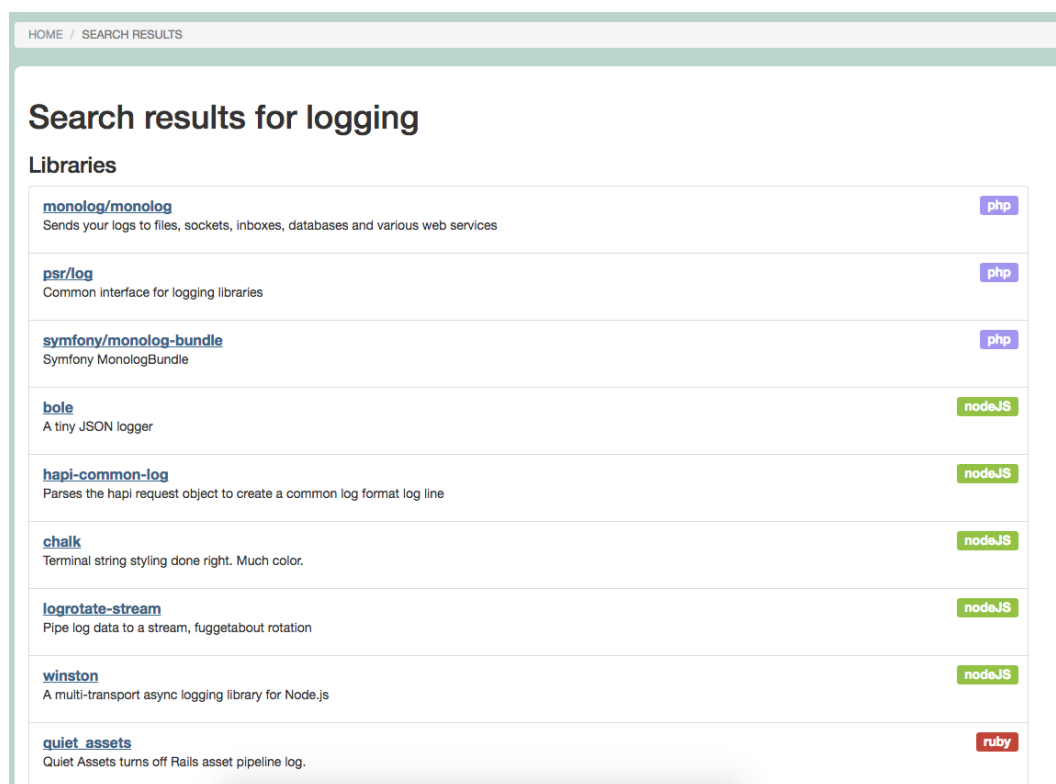 HOME / SEARCH RESULTS
Search results for logging
Libraries
monolog/monolog php
Sends your logs to files, sockets, inboxes, databases and various web services
psr/log php
Common interface for logging libraries
symfony/monolog-bundle php
Symfony MonologBundle
bole nodeJS
A tiny JSON logger
hapi-common-log nodeJS
Parses the hapi request object to create a common log format log line
chalk nodeJS
Terminal string styling done right. Much color.
logrotate-stream nodeJS
Pipe log data to a stream, fuggetabout rotation
winston nodeJS
A multi-transport async logging library for Node.js
quiet_assets ruby
Quiet Assets turns off Rails asset pipeline log.